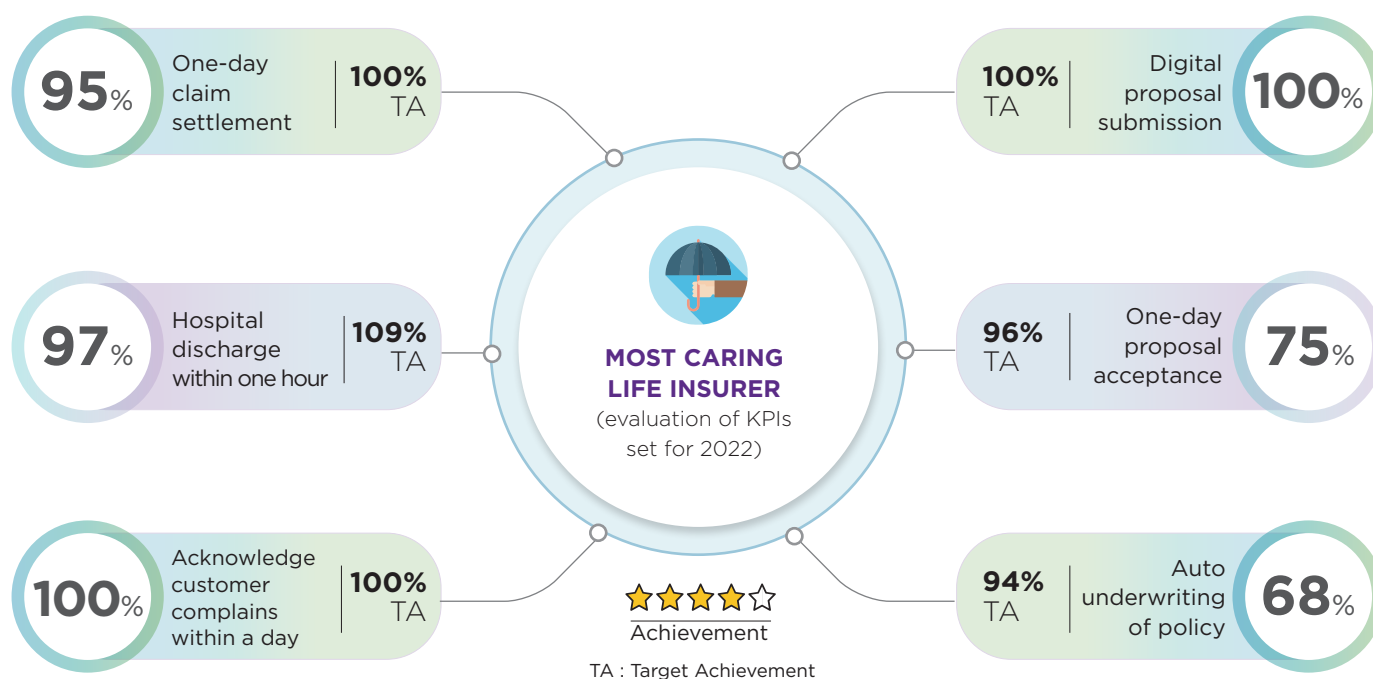 95%
One-day
claim
settlement
100%
TA
100%
TA
Digital
proposal
submission
100%
97%
Hospital
discharge
within one hour
109%
TA
MOST CARING
LIFE INSURER
(evaluation of KPIs
set for 2022)
96%
TA
One-day
proposal
acceptance
75%
100%
Acknowledge
customer
complains
within a day
100%
TA
Achievement
TA : Target Achievement
94%
TA
Auto
underwriting
of policy
68%